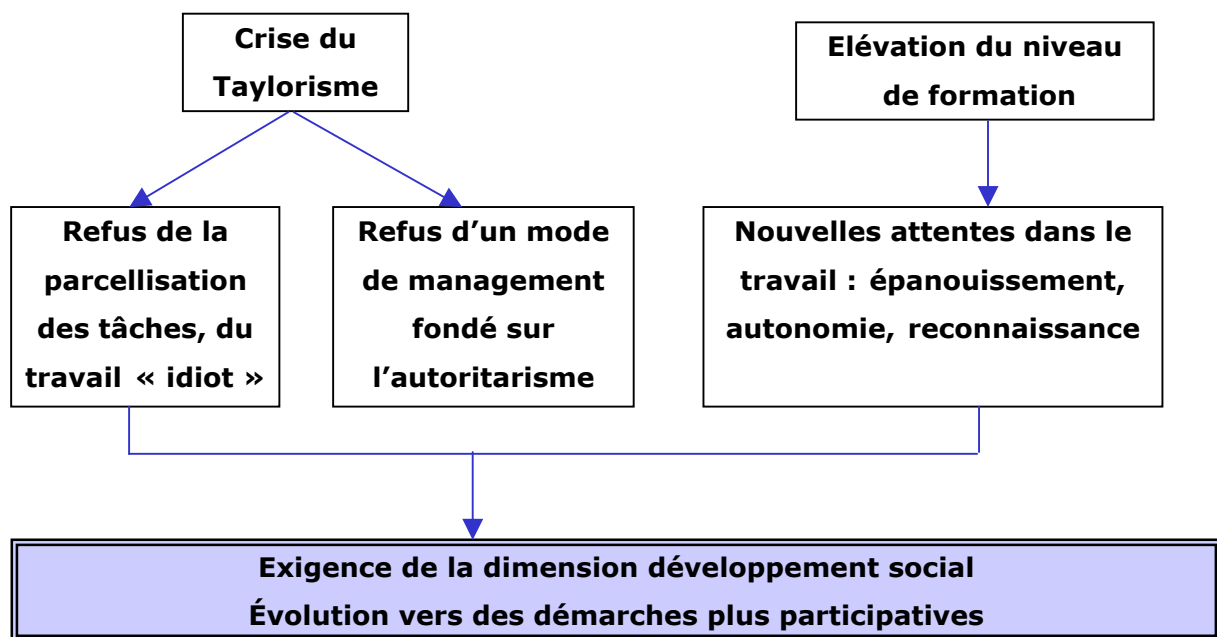 Crise du
Taylorisme
Elévation du niveau
de formation
Refus de la
parcellisation
des tâches, du
travail « idiot »
Refus d’un mode
de management
fondé sur
l’autoritarisme
Nouvelles attentes dans le
travail : épanouissement,
autonomie, reconnaissance
Exigence de la dimension développement social
Évolution vers des démarches plus participatives